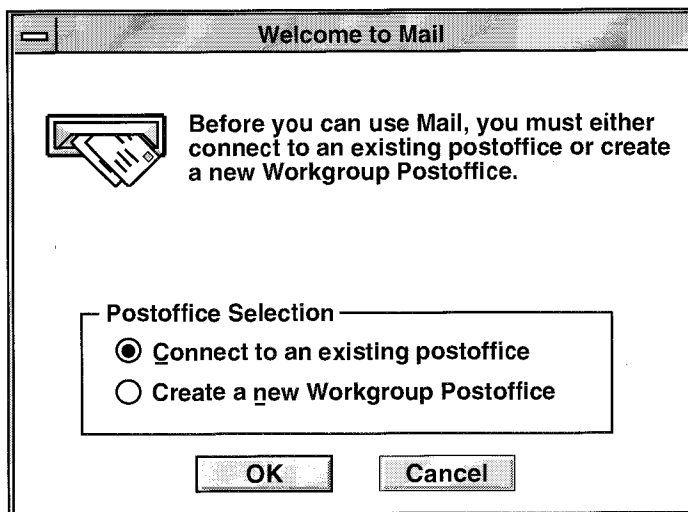 Welcome to Mail
Before you can use Mail, you must either
connect to an existing postoffice or create
a new Workgroup Postoffice.
Postoffice Selection
Connect to an existing postoffice
Create a new Workgroup Postoffice
OK
Cancel